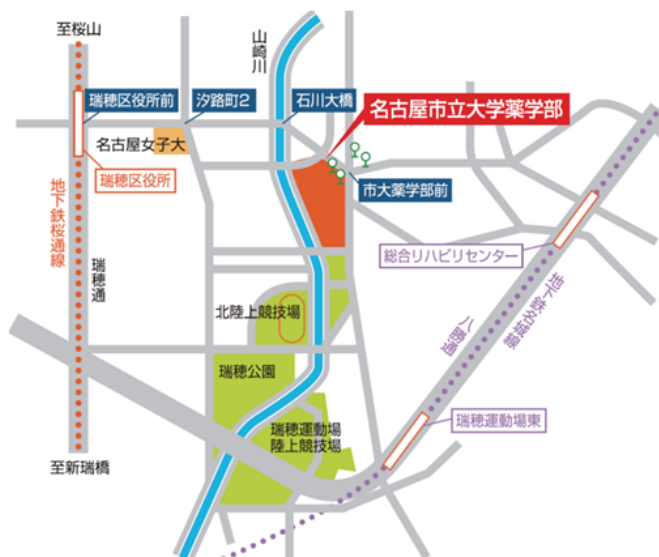 至桜山
山崎川
瑞穂区役所前
汐路町2
石川大橋
名古屋市立大学薬学部
名古屋女子大
瑞穂区役所
市大薬学部前
地下鉄桜通線
瑞穂通
総合リハビリセンター
地下鉄名城線
八勝通
北陸上競技場
瑞穂公園
瑞穂運動場東
瑞穂運動場
陸上競技場
至新瑞橋